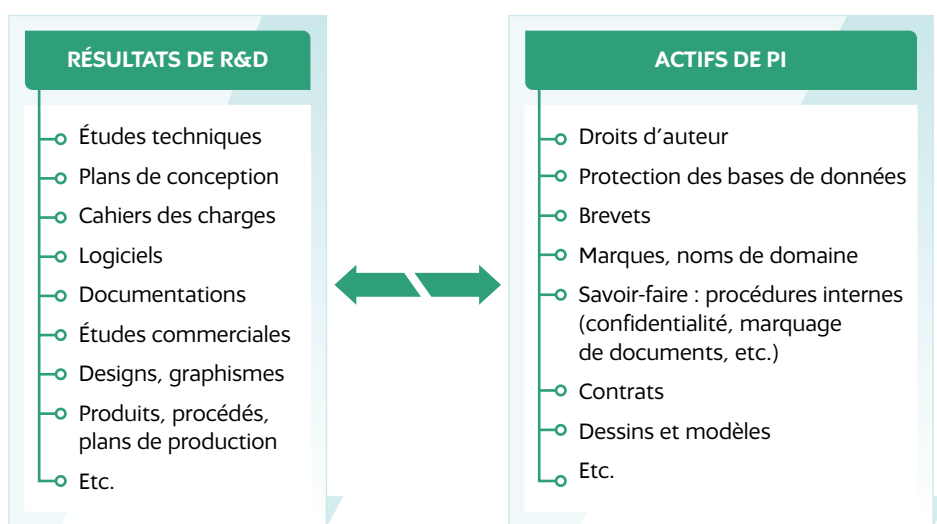 RÉSULTATS DE R&D
Études techniques
Plans de conception
Cahiers des charges
Logiciels
Documentations
Études commerciales
Designs, graphismes
Produits, procédés,
plans de production
Etc.
ACTIFS DE PI
Droits d’auteur
Protection des bases de données
Brevets
Marques, noms de domaine
Savoir-faire : procédures internes
(confidentialité, marquage
de documents, etc.)
Contrats
Dessins et modèles
Etc.